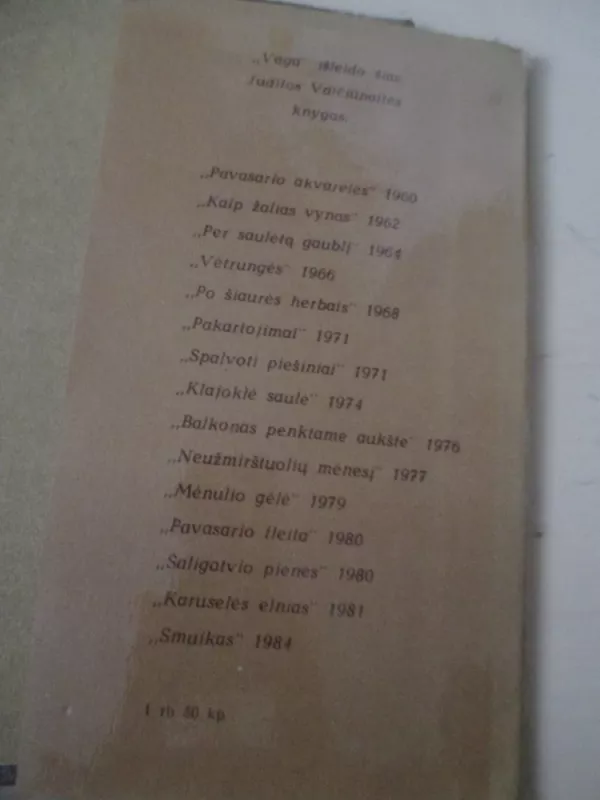 „Vaga" išleido šias
Juditos Vaičiūnaitės
knygas:
„Pavasario akvarelės" 1960
„Kaip žalias vynas" 1962
„Per saulėtą gaublį" 1964
„Vėtrungės" 1966
„Po šiaurės herbais" 1968
„Pakartojimai" 1971
„Spalvoti piešiniai" 1971
„Klajoklė saulė" 1974
„Balkonas penktame aukšte" 1976
„Neužmirštuolių mėnesį" 1977
„Mėnulio gėlė" 1979
„Pavasario fleita" 1980
„Šaligatvio pienės" 1980
„Karuselės elnias" 1981
„Smuikas" 1984
1 rb 80 kp